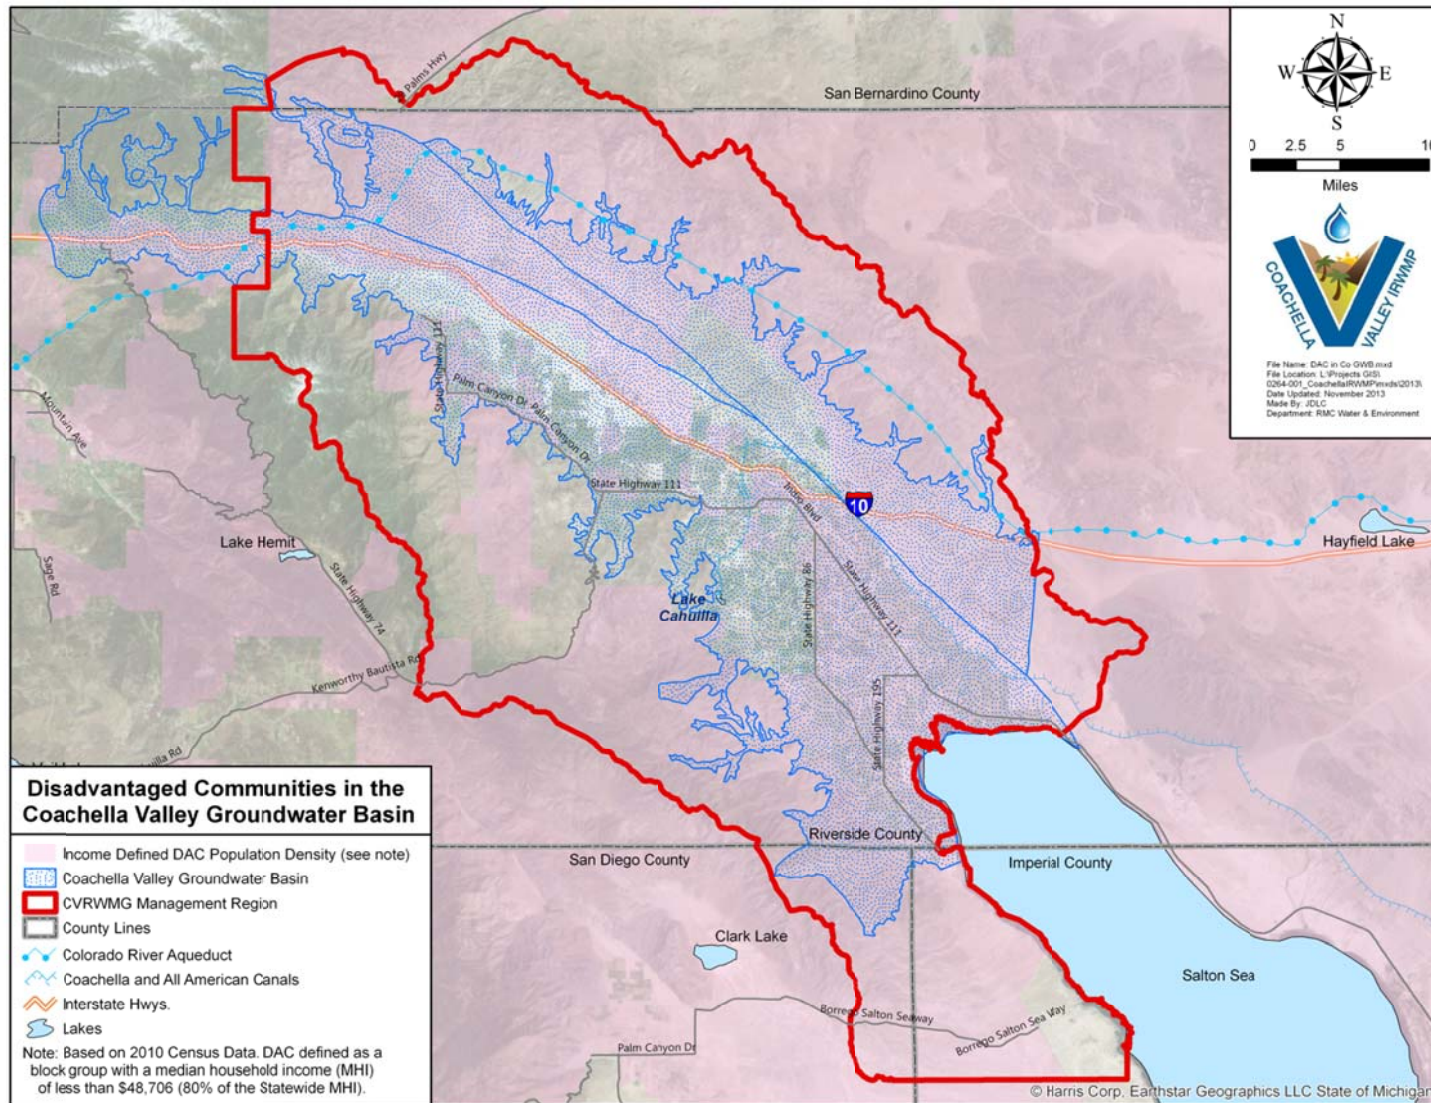 Palms Hwy
San Bernardino County
N
W
E
S
0 2.5 5 10
Miles
COACHELLA
VALLEY IRWMP
File Name: DAC in Co GWB.mxd
File Location: L:\Projects GIS\
0264-001_CoachellaIRWMP\mxds\2013\
Date Updated: November 2013
Made By: JDLC
Department: RMC Water & Environment
State Highway 111
Palm Canyon Dr
Palm Canyon Dr
State Highway 111
Indio Blvd
10
Mountain Ave
Hayfield Lake
Lake Hemit
Sage Rd
State Highway 74
Lake
Cahuilla
State Highway 86
State Highway 111
Kenworthy Bautista Rd
State Highway 195
Riverside County
San Diego County
Imperial County
Clark Lake
Salton Sea
Borrego Salton Seaway
Borrego Salton Sea Way
Palm Canyon Dr
Disadvantaged Communities in the
Coachella Valley Groundwater Basin
Income Defined DAC Population Density (see note)
Coachella Valley Groundwater Basin
CVRWMG Management Region
County Lines
Colorado River Aqueduct
Coachella and All American Canals
Interstate Hwys.
Lakes
Note: Based on 2010 Census Data. DAC defined as a
block group with a median household income (MHI)
of less than $48,706 (80% of the Statewide MHI).
© Harris Corp, Earthstar Geographics LLC State of Michigan